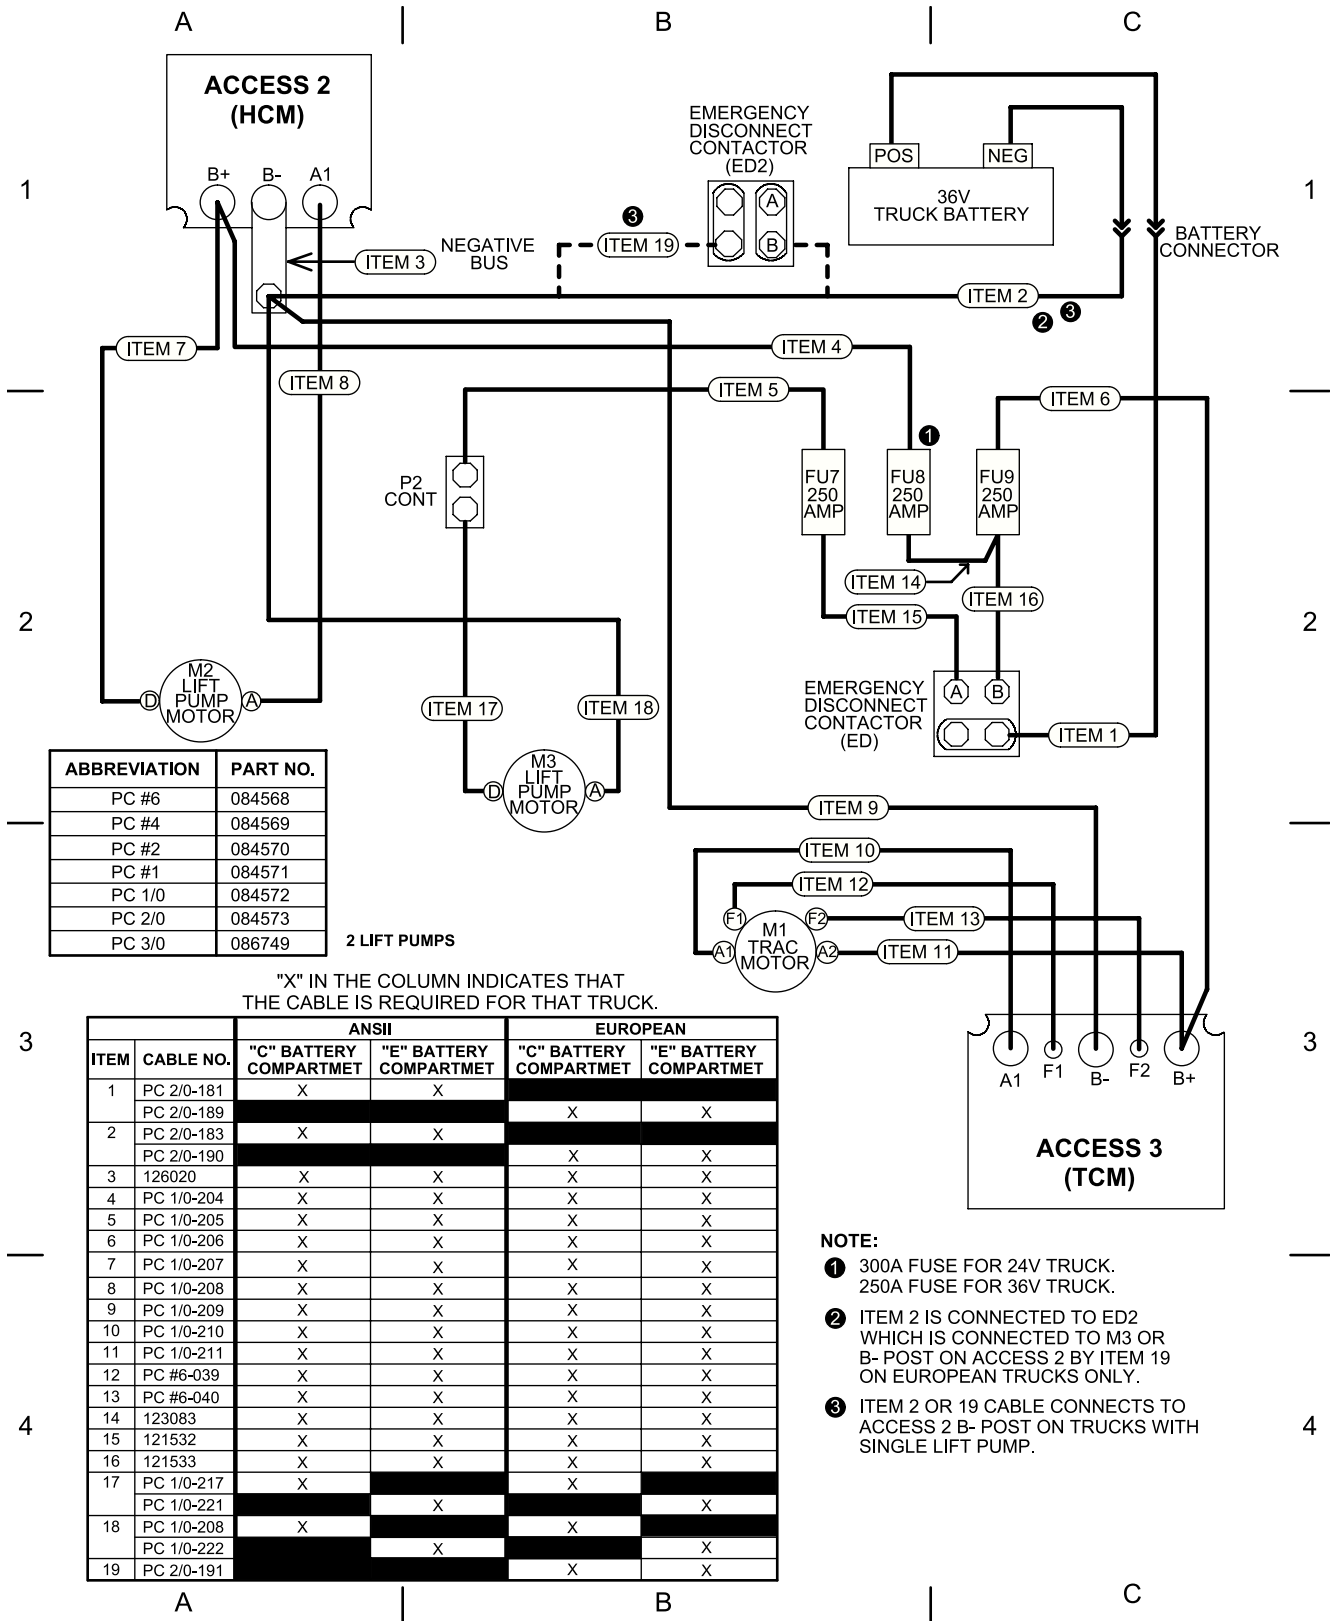 A B C
ACCESS 2
(HCM)
B+ B- A1
1
ITEM 3
NEGATIVE
BUS
ITEM 7
ITEM 8
EMERGENCY
DISCONNECT
CONTACTOR
(ED2)
A
B
3
ITEM 19
POS NEG
36V
TRUCK BATTERY
1
BATTERY
CONNECTOR
ITEM 2
2 3
ITEM 4
ITEM 5
ITEM 6
1
P2
CONT
FU7
250
AMP
FU8
250
AMP
FU9
250
AMP
ITEM 14
ITEM 16
ITEM 15
2
2
M2
LIFT
PUMP
MOTOR
D A
ITEM 17
ITEM 18
EMERGENCY
DISCONNECT
CONTACTOR
(ED)
A B
ITEM 1
M3
LIFT
PUMP
MOTOR
D A
ITEM 9
ITEM 10
ITEM 12
ITEM 13
ITEM 11
F1 F2
A1 A2
M1
TRAC
MOTOR
ABBREVIATION PART NO.
PC #6 084568
PC #4 084569
PC #2 084570
PC #1 084571
PC 1/0 084572
PC 2/0 084573
PC 3/0 086749
2 LIFT PUMPS
3
3
A1 F1 B- F2 B+
ACCESS 3
(TCM)
"X" IN THE COLUMN INDICATES THAT
THE CABLE IS REQUIRED FOR THAT TRUCK.
ANSII EUROPEAN
ITEM CABLE NO. "C" BATTERY COMPARTMET "E" BATTERY COMPARTMET "C" BATTERY COMPARTMET "E" BATTERY COMPARTMET
1 PC 2/0-181 X X
PC 2/0-189 X X
2 PC 2/0-183 X X
PC 2/0-190 X X
3 126020 X X X X
4 PC 1/0-204 X X X X
5 PC 1/0-205 X X X X
6 PC 1/0-206 X X X X
7 PC 1/0-207 X X X X
8 PC 1/0-208 X X X X
9 PC 1/0-209 X X X X
10 PC 1/0-210 X X X X
11 PC 1/0-211 X X X X
12 PC #6-039 X X X X
13 PC #6-040 X X X X
14 123083 X X X X
15 121532 X X X X
16 121533 X X X X
17 PC 1/0-217 X X
PC 1/0-221 X X
18 PC 1/0-208 X X
PC 1/0-222 X X
19 PC 2/0-191 X X
NOTE:
1 300A FUSE FOR 24V TRUCK.
250A FUSE FOR 36V TRUCK.
2 ITEM 2 IS CONNECTED TO ED2
WHICH IS CONNECTED TO M3 OR
B- POST ON ACCESS 2 BY ITEM 19
ON EUROPEAN TRUCKS ONLY.
3 ITEM 2 OR 19 CABLE CONNECTS TO
ACCESS 2 B- POST ON TRUCKS WITH
SINGLE LIFT PUMP.
4
4
A B C